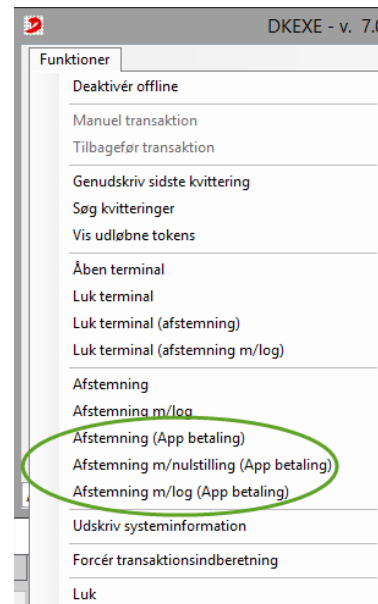 DKEXE - v. 7.0
Funktioner
Deaktivér offline
Manuel transaktion
Tilbagefør transaktion
Genudskriv sidste kvittering
Søg kvitteringer
Vis udløbne tokens
Åben terminal
Luk terminal
Luk terminal (afstemning)
Luk terminal (afstemning m/log)
Afstemning
Afstemning m/log
Afstemning (App betaling)
Afstemning m/nulstilling (App betaling)
Afstemning m/log (App betaling)
Udskriv systeminformation
Forcér transaktionsindberetning
Luk